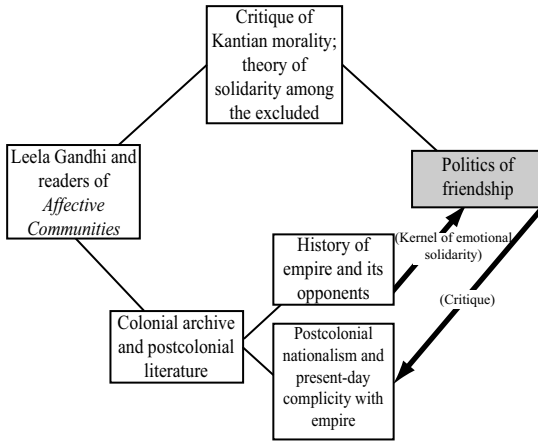 Critique of
Kantian morality;
theory of
solidarity among
the excluded
Leela Gandhi and
readers of
Affective
Communities
Politics of
friendship
(Kernel of emotional
solidarity)
History of
empire and its
opponents
(Critique)
Colonial archive
and postcolonial
literature
Postcolonial
nationalism and
present-day
complicity with
empire